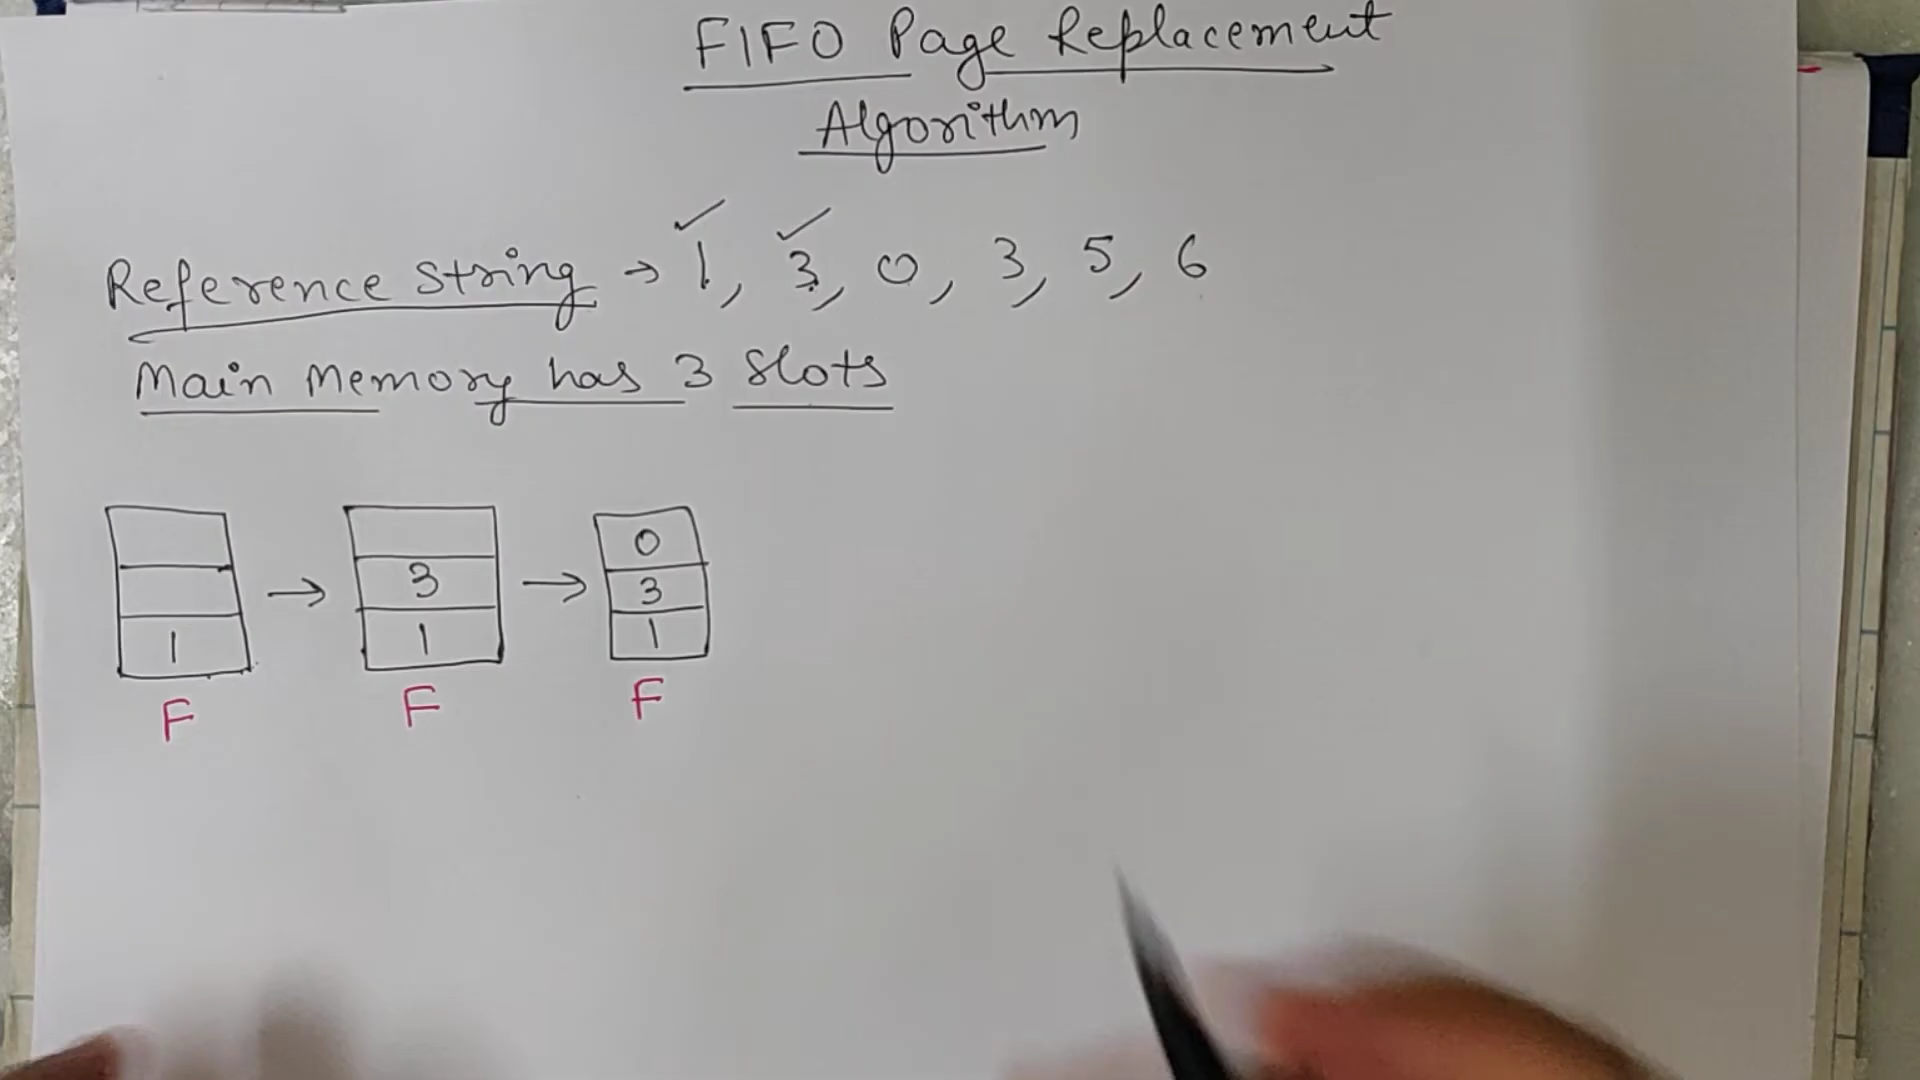 FIFO Page Replacement
Algorithm
Reference String → 1, 3, 0, 3, 5, 6
Main Memory has 3 Slots
0
3 3
1 → 1 → 1
F F F